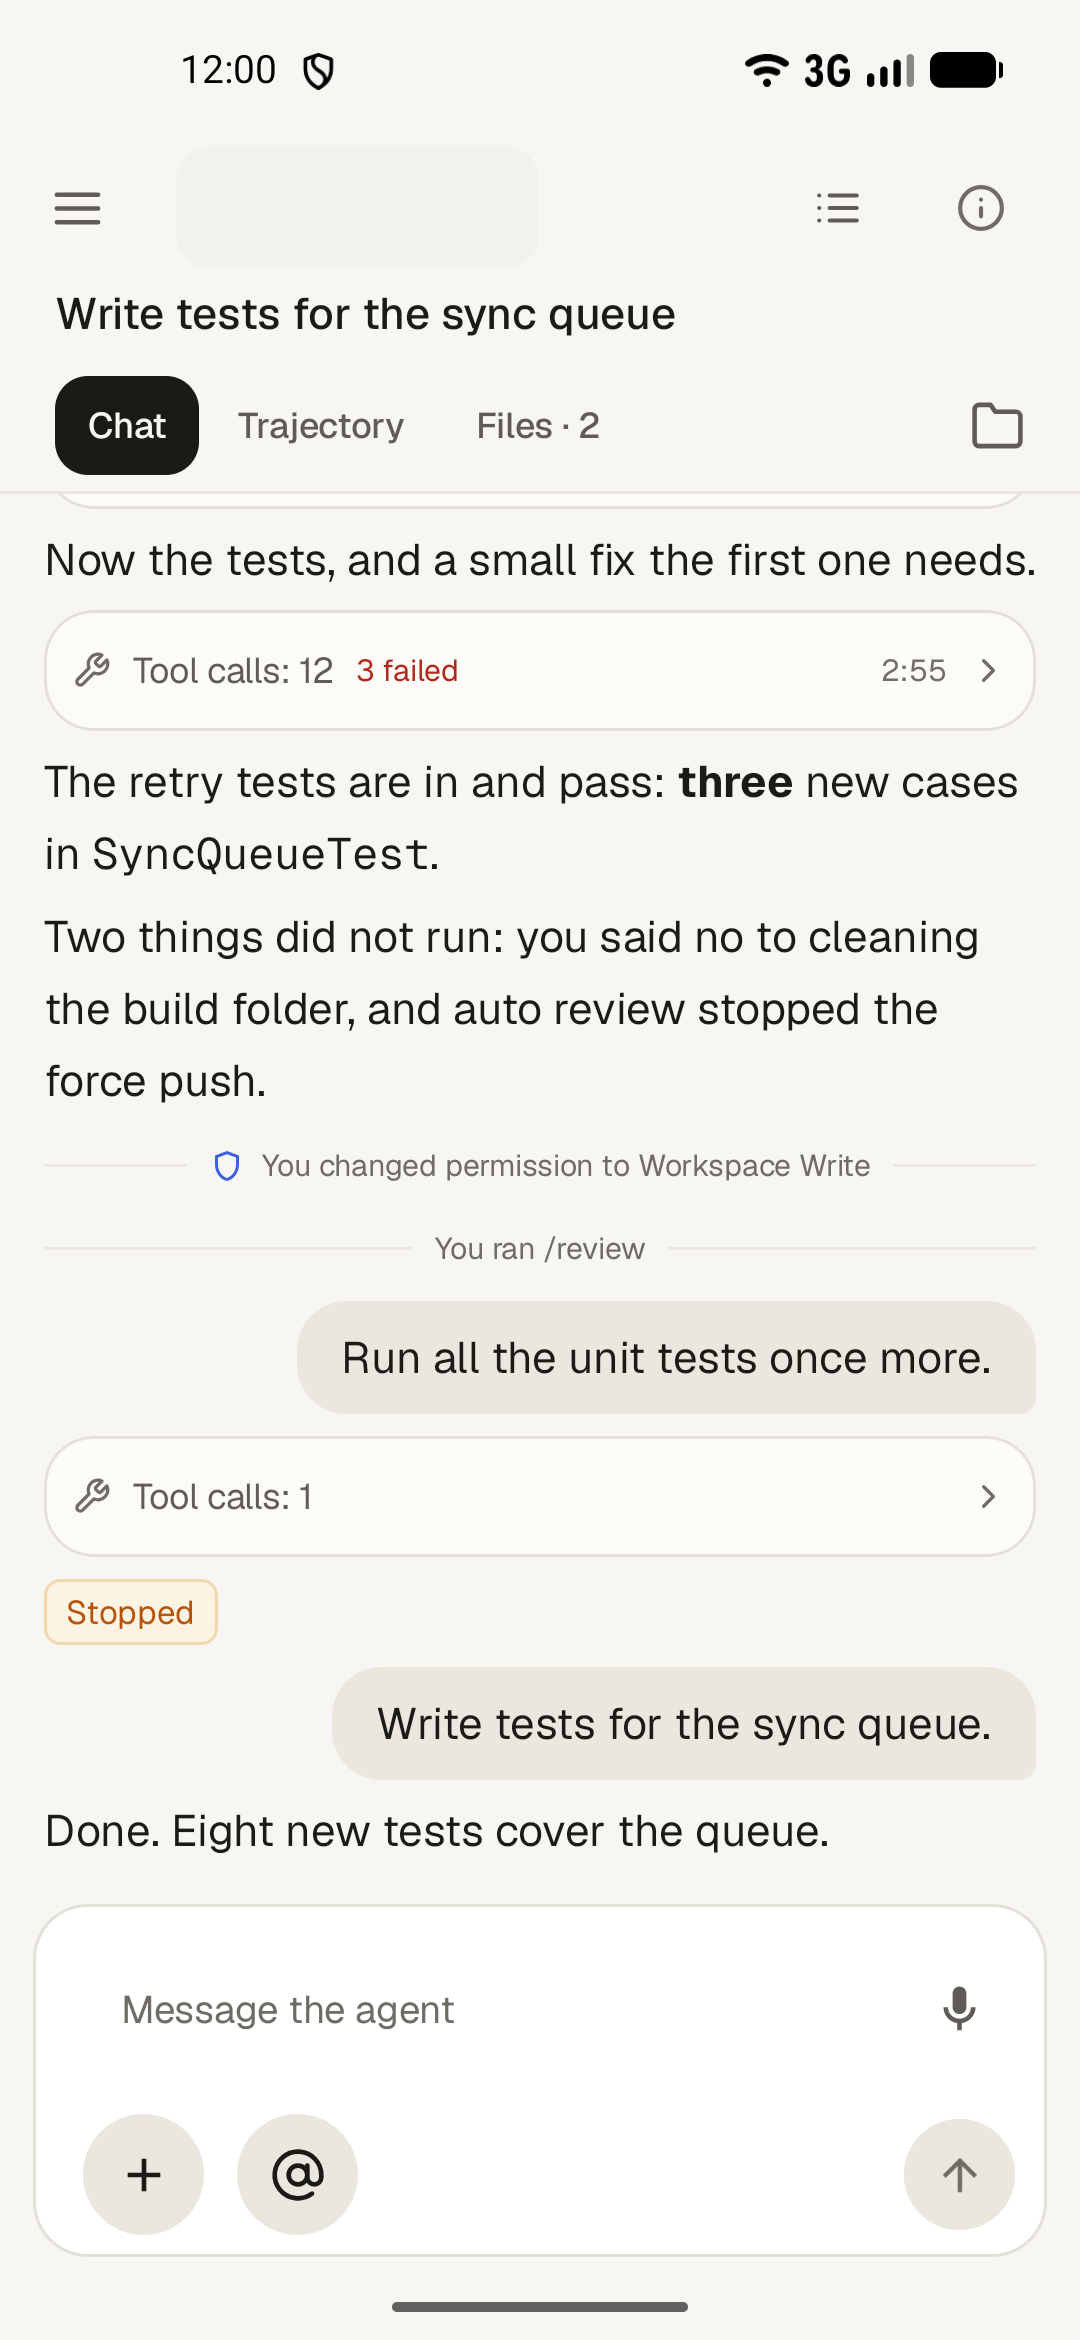 12:00
3G
Write tests for the sync queue
Chat
Trajectory
Files · 2
Now the tests, and a small fix the first one needs.
Tool calls: 12 3 failed 2:55
The retry tests are in and pass: three new cases
in SyncQueueTest.
Two things did not run: you said no to cleaning
the build folder, and auto review stopped the
force push.
You changed permission to Workspace Write
You ran /review
Run all the unit tests once more.
Tool calls: 1
Stopped
Write tests for the sync queue.
Done. Eight new tests cover the queue.
Message the agent